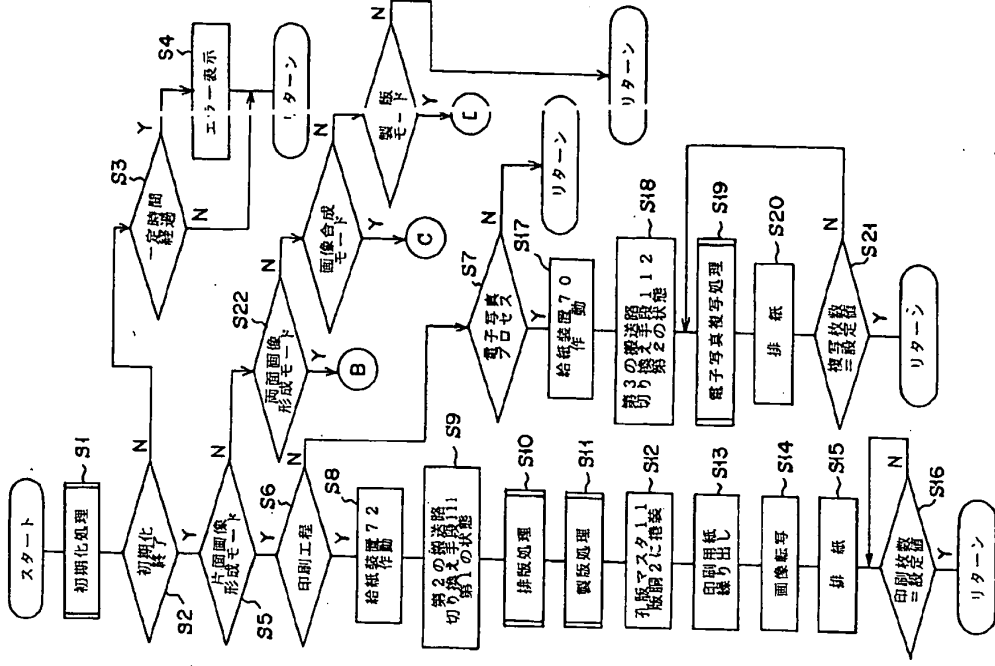 スタート
初期化処理
S1
初期化
終了
S2
N
Y
一定時間
経過
S3
Y
N
エラー表示
S4
リターン
片面画像
形成モード
S5
N
Y
両面画像
形成モード
S22
N
Y
B
画像合成
モード
N
Y
C
製版
モード
N
Y
リターン
印刷工程
S6
N
Y
電子写真
プロセス
S7
N
Y
リターン
給紙装置72
作動
S8
第2の搬送路
切り換え手段111
第1の状態
S9
排版処理
S10
製版処理
S11
孔版マスタ11
版胴2に捲装
S12
印刷用紙
繰り出し
S13
画像転写
S14
排紙
S15
印刷枚数
=設定値
S16
N
Y
リターン
給紙装置70
作動
S17
第3の搬送路
切り換え手段112
第2の状態
S18
電子写真複写処理
S19
排紙
S20
複写枚数
=設定値
S21
N
Y
リターン